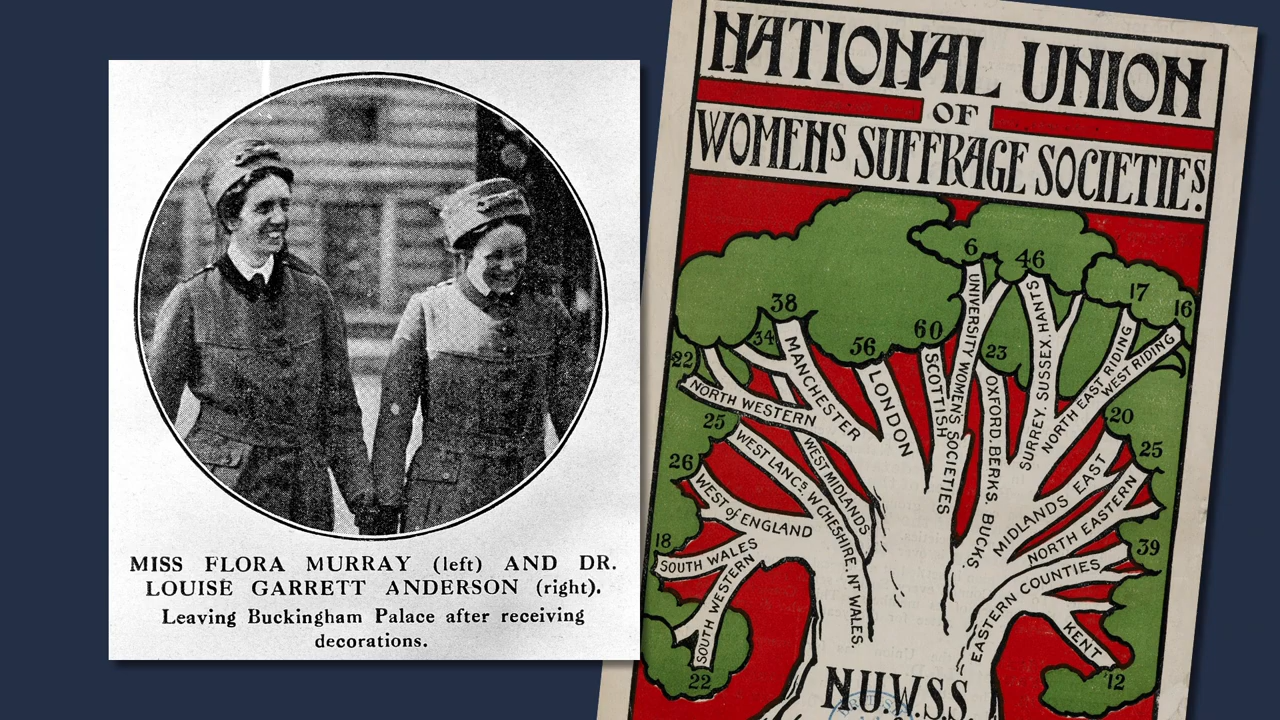 MISS FLORA MURRAY (left) AND DR.
LOUISE GARRETT ANDERSON (right).
Leaving Buckingham Palace after receiving
decorations.
NATIONAL UNION
OF
WOMENS SUFFRAGE SOCIETIES.
6
46
17
16
38
34
56
60
23
22
UNIVERSITY WOMEN'S SOCIETIES
SURREY. SUSSEX. HANTS
NORTH EAST RIDING
WEST RIDING
MANCHESTER
LONDON
SCOTTISH
OXFORD. BERKS. BUCKS.
NORTH WESTERN
25
20
WEST LANCS. W CHESHIRE. NT WALES.
WEST MIDLANDS
MIDLANDS EAST
25
26
WEST of ENGLAND
NORTH EASTERN
18
39
SOUTH WALES
EASTERN COUNTIES
SOUTH WESTERN
KENT
22
12
N.U.W.S.S.